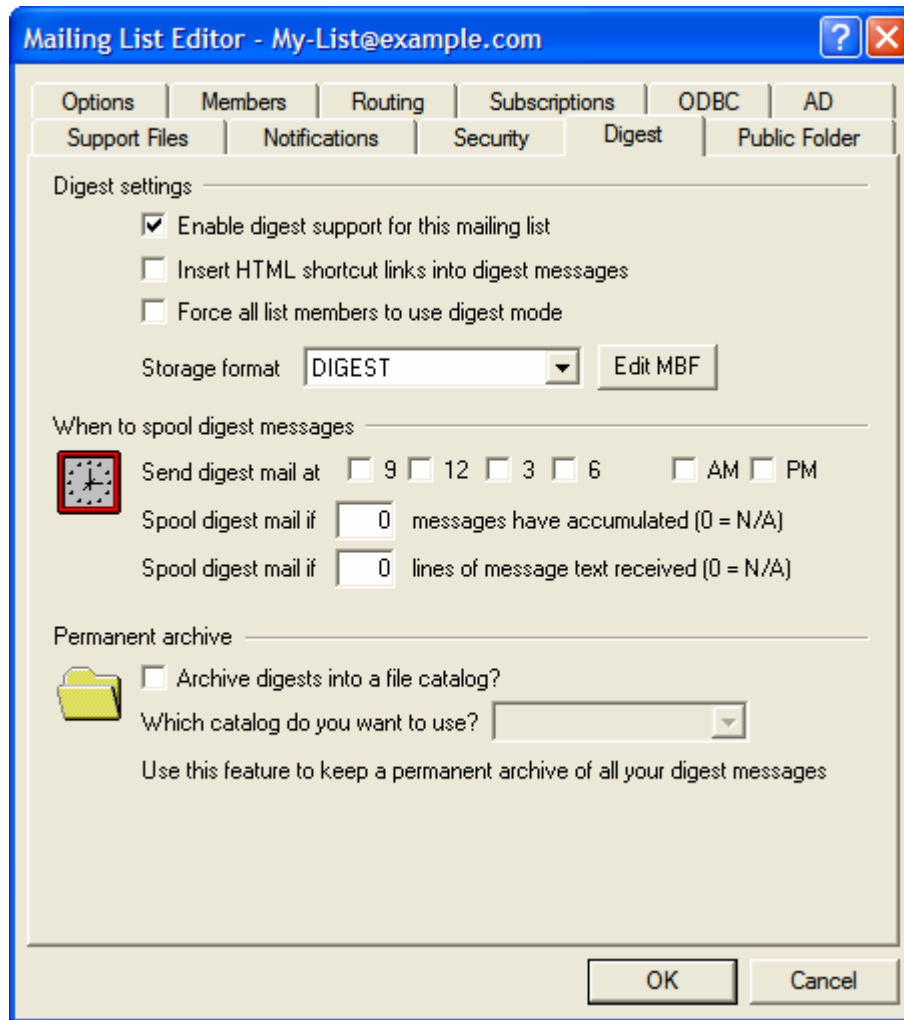 Mailing List Editor - My-List@example.com
Options Members Routing Subscriptions ODBC AD
Support Files Notifications Security Digest Public Folder
Digest settings
Enable digest support for this mailing list
Insert HTML shortcut links into digest messages
Force all list members to use digest mode
Storage format DIGEST Edit MBF
When to spool digest messages
Send digest mail at 9 12 3 6 AM PM
Spool digest mail if 0 messages have accumulated (0 = N/A)
Spool digest mail if 0 lines of message text received (0 = N/A)
Permanent archive
Archive digests into a file catalog?
Which catalog do you want to use?
Use this feature to keep a permanent archive of all your digest messages
OK Cancel